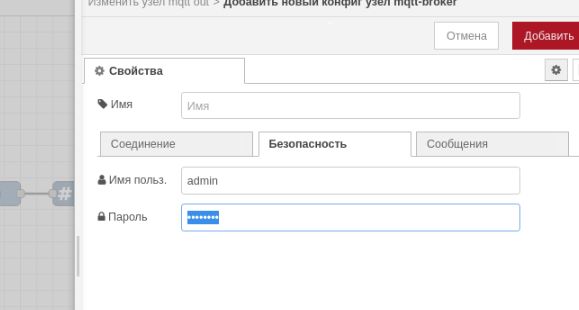 Изменить узел mqtt out > Добавить новый конфиг узел mqtt-broker
Отмена
Добавить
Свойства
Имя
Имя
Соединение
Безопасность
Сообщения
Имя польз.
admin
Пароль
••••••••